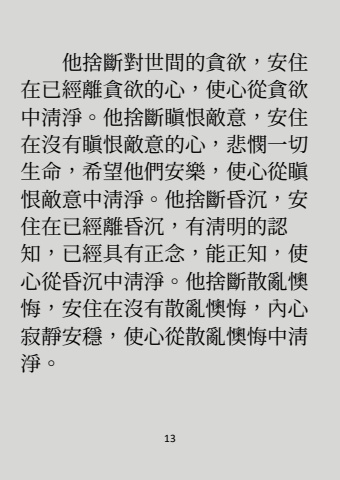 他捨斷對世間的貪欲，安住
在已經離貪欲的心，使心從貪欲
中清淨。他捨斷瞋恨敵意，安住
在沒有瞋恨敵意的心，悲憫一切
生命，希望他們安樂，使心從瞋
恨敵意中清淨。他捨斷昏沉，安
住在已經離昏沉，有清明的認
知，已經具有正念，能正知，使
心從昏沉中清淨。他捨斷散亂懊
悔，安住在沒有散亂懊悔，內心
寂靜安穩，使心從散亂懊悔中清
淨。
13